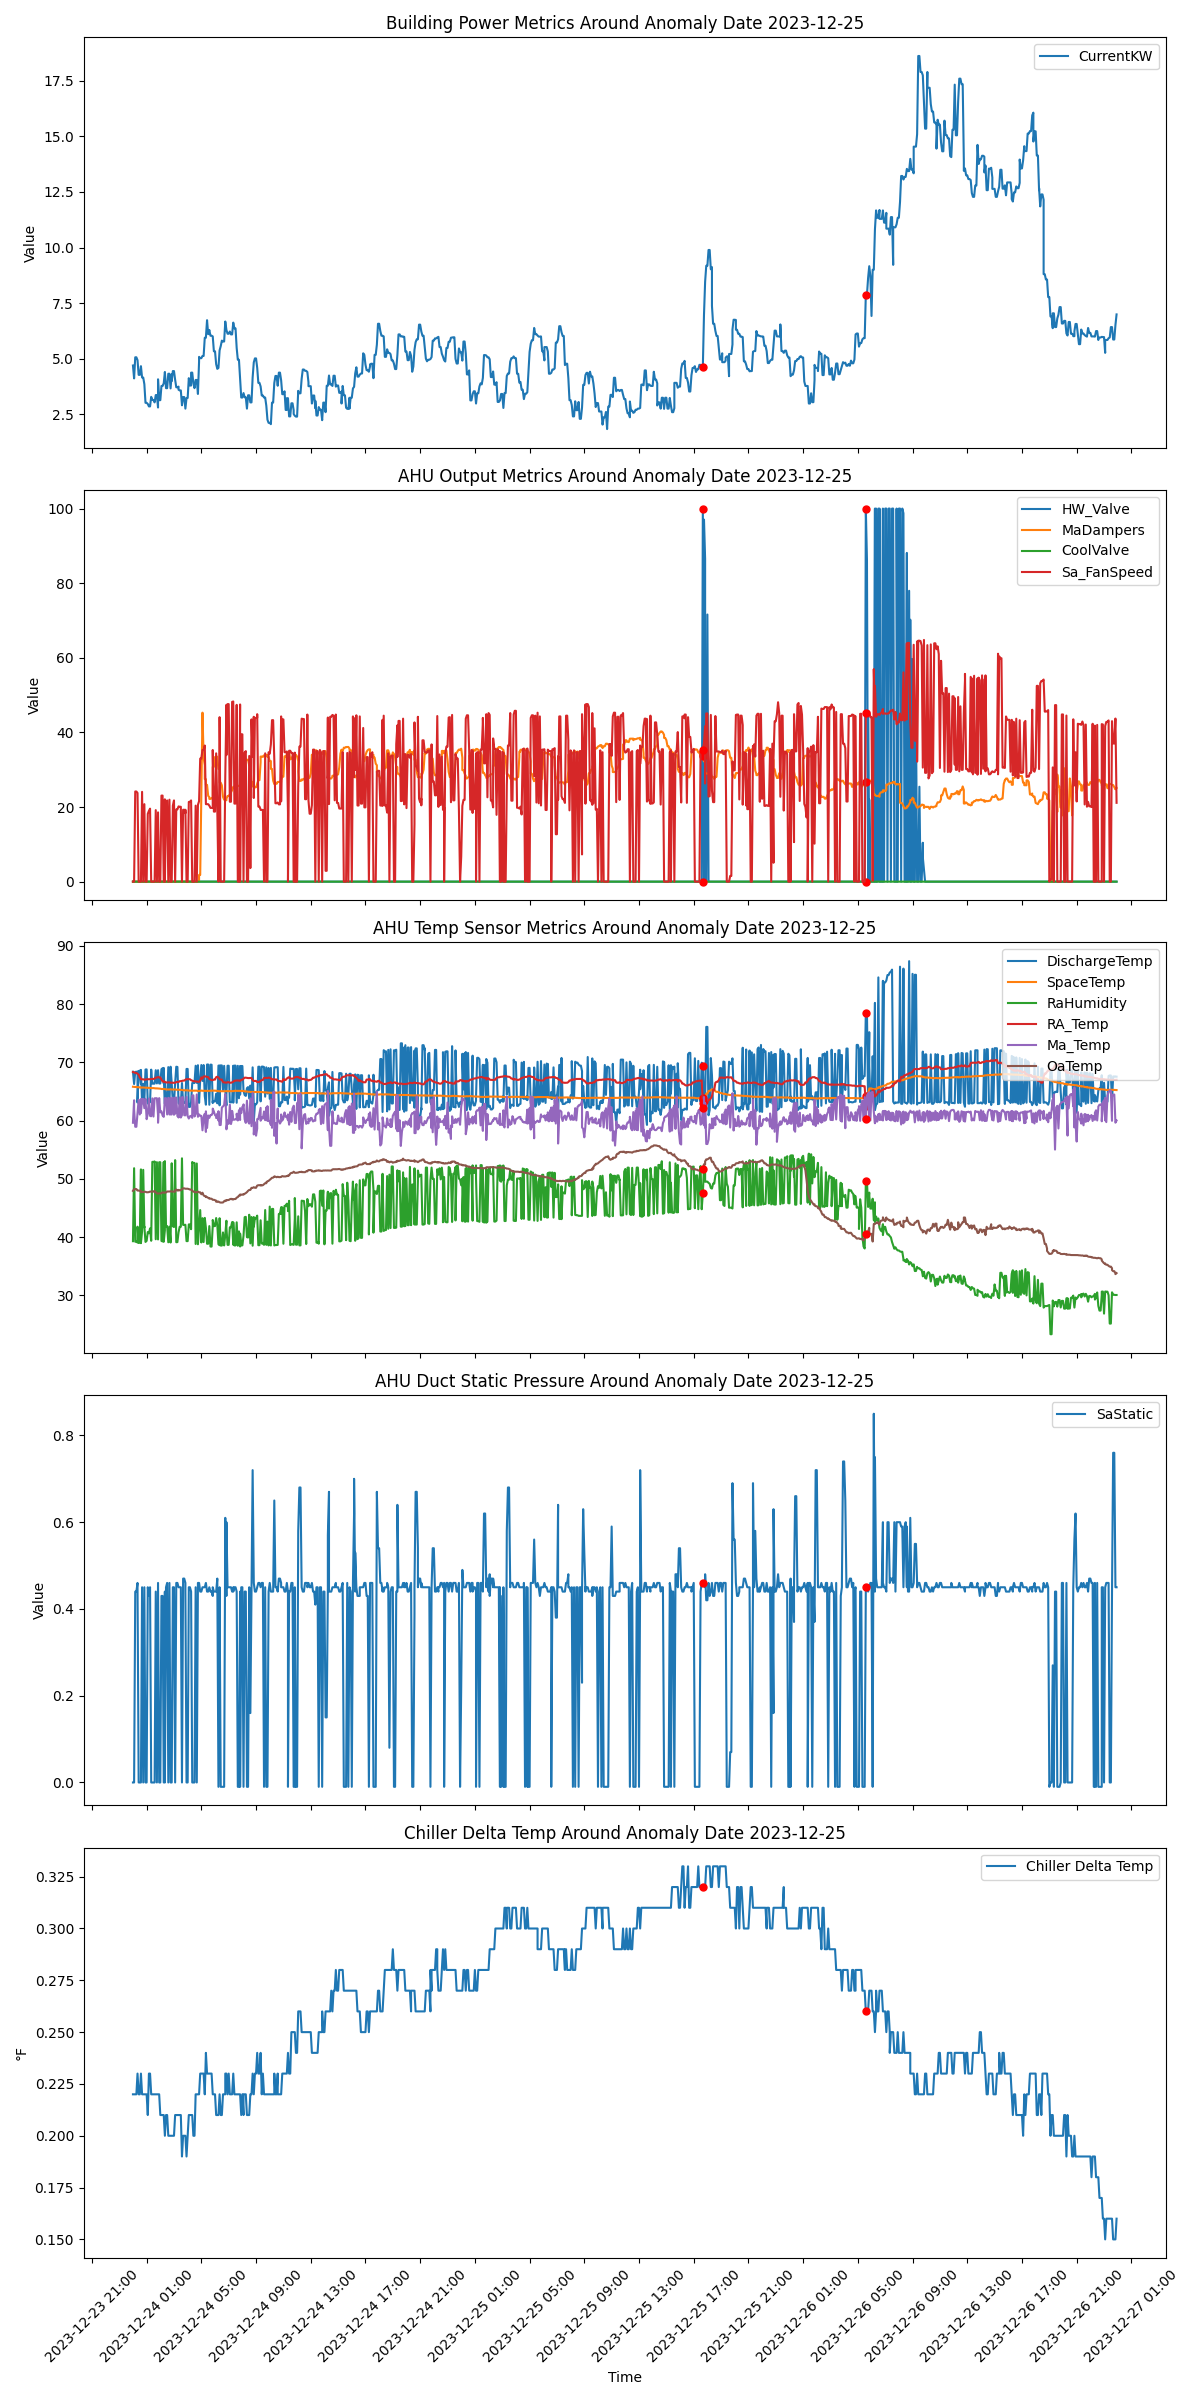 Building Power Metrics Around Anomaly Date 2023-12-25
CurrentKW
17.5
15.0
12.5
10.0
7.5
5.0
2.5
Value
AHU Output Metrics Around Anomaly Date 2023-12-25
HW_Valve
MaDampers
CoolValve
Sa_FanSpeed
100
80
60
40
20
0
Value
AHU Temp Sensor Metrics Around Anomaly Date 2023-12-25
DischargeTemp
SpaceTemp
RaHumidity
RA_Temp
Ma_Temp
OaTemp
90
80
70
60
50
40
30
Value
AHU Duct Static Pressure Around Anomaly Date 2023-12-25
SaStatic
0.8
0.6
0.4
0.2
0.0
Value
Chiller Delta Temp Around Anomaly Date 2023-12-25
Chiller Delta Temp
0.325
0.300
0.275
0.250
0.225
0.200
0.175
0.150
°F
2023-12-23 21:00
2023-12-24 01:00
2023-12-24 05:00
2023-12-24 09:00
2023-12-24 13:00
2023-12-24 17:00
2023-12-24 21:00
2023-12-25 01:00
2023-12-25 05:00
2023-12-25 09:00
2023-12-25 13:00
2023-12-25 17:00
2023-12-25 21:00
2023-12-26 01:00
2023-12-26 05:00
2023-12-26 09:00
2023-12-26 13:00
2023-12-26 17:00
2023-12-26 21:00
2023-12-27 01:00
Time